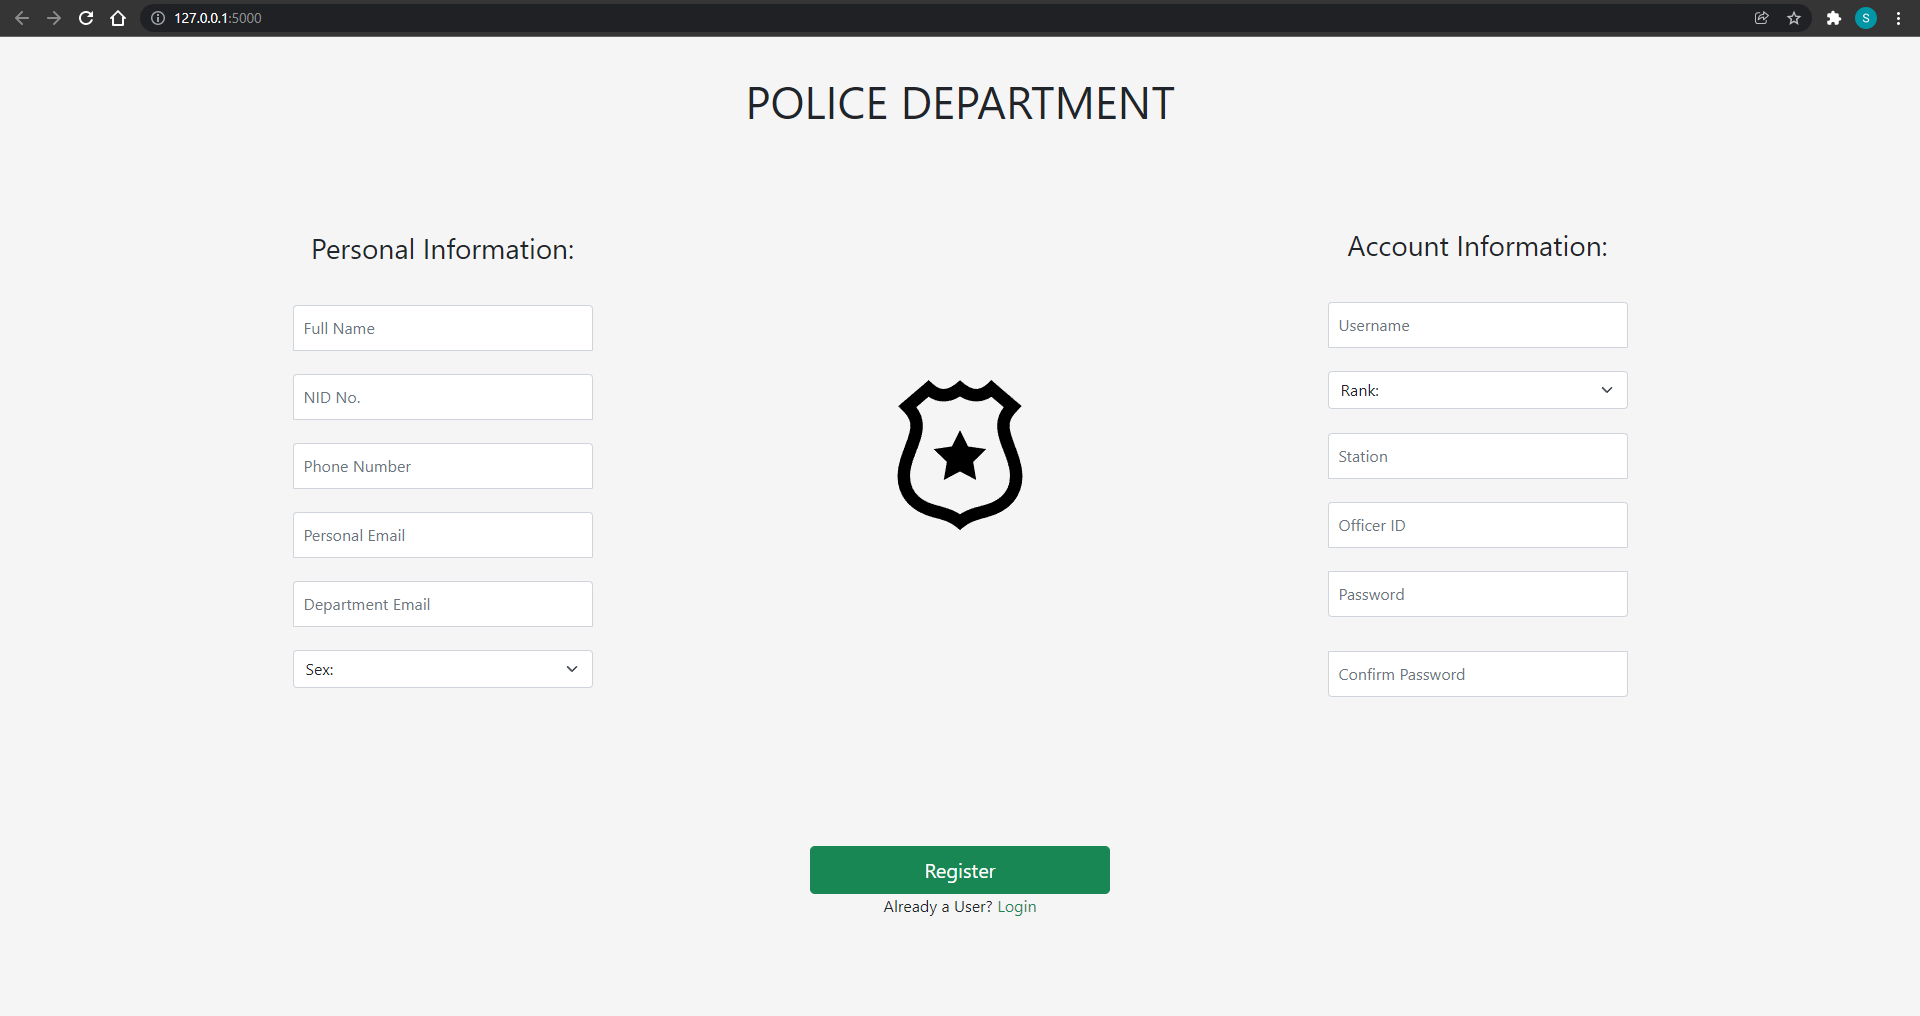 127.0.0.1:5000
S
POLICE DEPARTMENT
Personal Information:
Full Name
NID No.
Phone Number
Personal Email
Department Email
Sex:
Account Information:
Username
Rank:
Station
Officer ID
Password
Confirm Password
Register
Already a User? Login